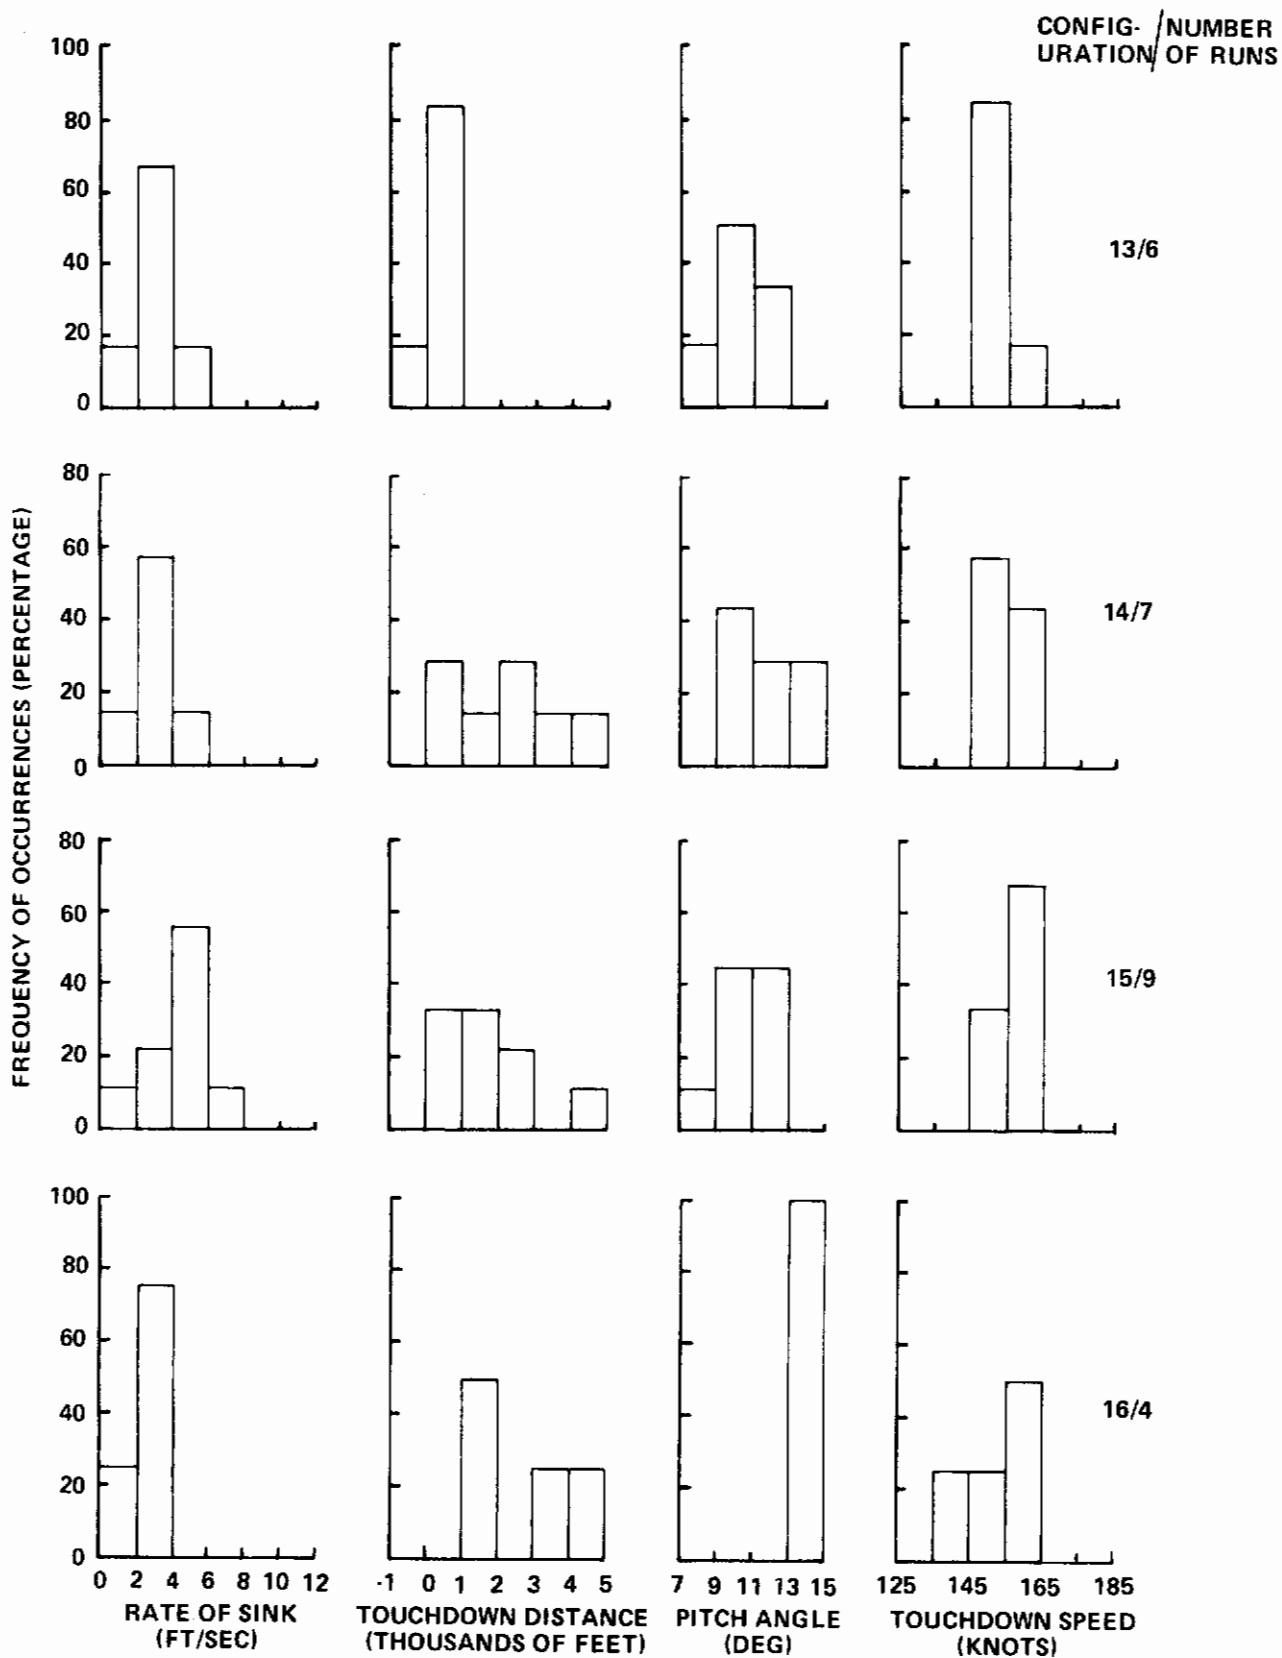 CONFIG- / NUMBER
URATION / OF RUNS
100
80
60
40
20
0
13/6
80
60
40
20
0
14/7
FREQUENCY OF OCCURRENCES (PERCENTAGE)
80
60
40
20
0
15/9
100
80
60
40
20
0
16/4
0 2 4 6 8 10 12
RATE OF SINK
(FT/SEC)
-1 0 1 2 3 4 5
TOUCHDOWN DISTANCE
(THOUSANDS OF FEET)
7 9 11 13 15
PITCH ANGLE
(DEG)
125 145 165 185
TOUCHDOWN SPEED
(KNOTS)